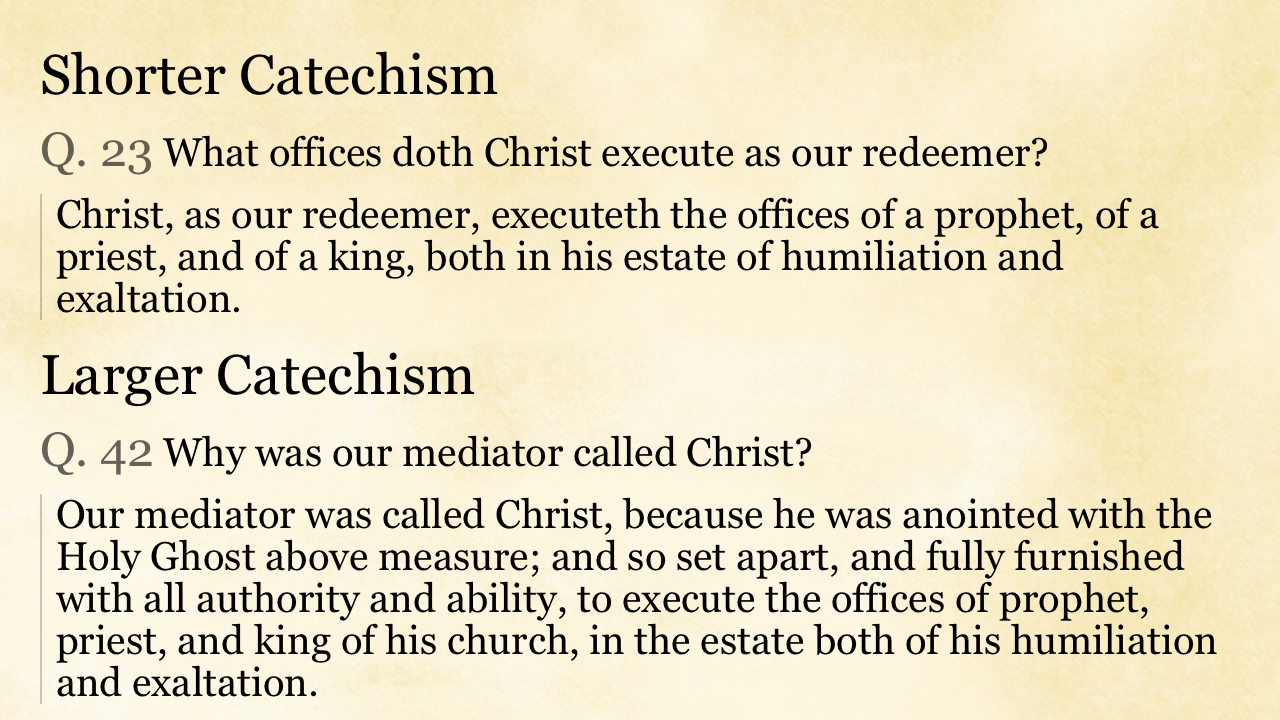 Shorter Catechism
Q. 23 What offices doth Christ execute as our redeemer?
Christ, as our redeemer, executeth the offices of a prophet, of a
priest, and of a king, both in his estate of humiliation and
exaltation.
Larger Catechism
Q. 42 Why was our mediator called Christ?
Our mediator was called Christ, because he was anointed with the
Holy Ghost above measure; and so set apart, and fully furnished
with all authority and ability, to execute the offices of prophet,
priest, and king of his church, in the estate both of his humiliation
and exaltation.